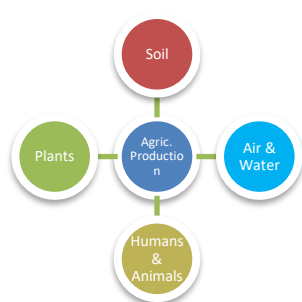 Soil
Plants
Agric.
Productio
n
Air &
Water
Humans
&
Animals